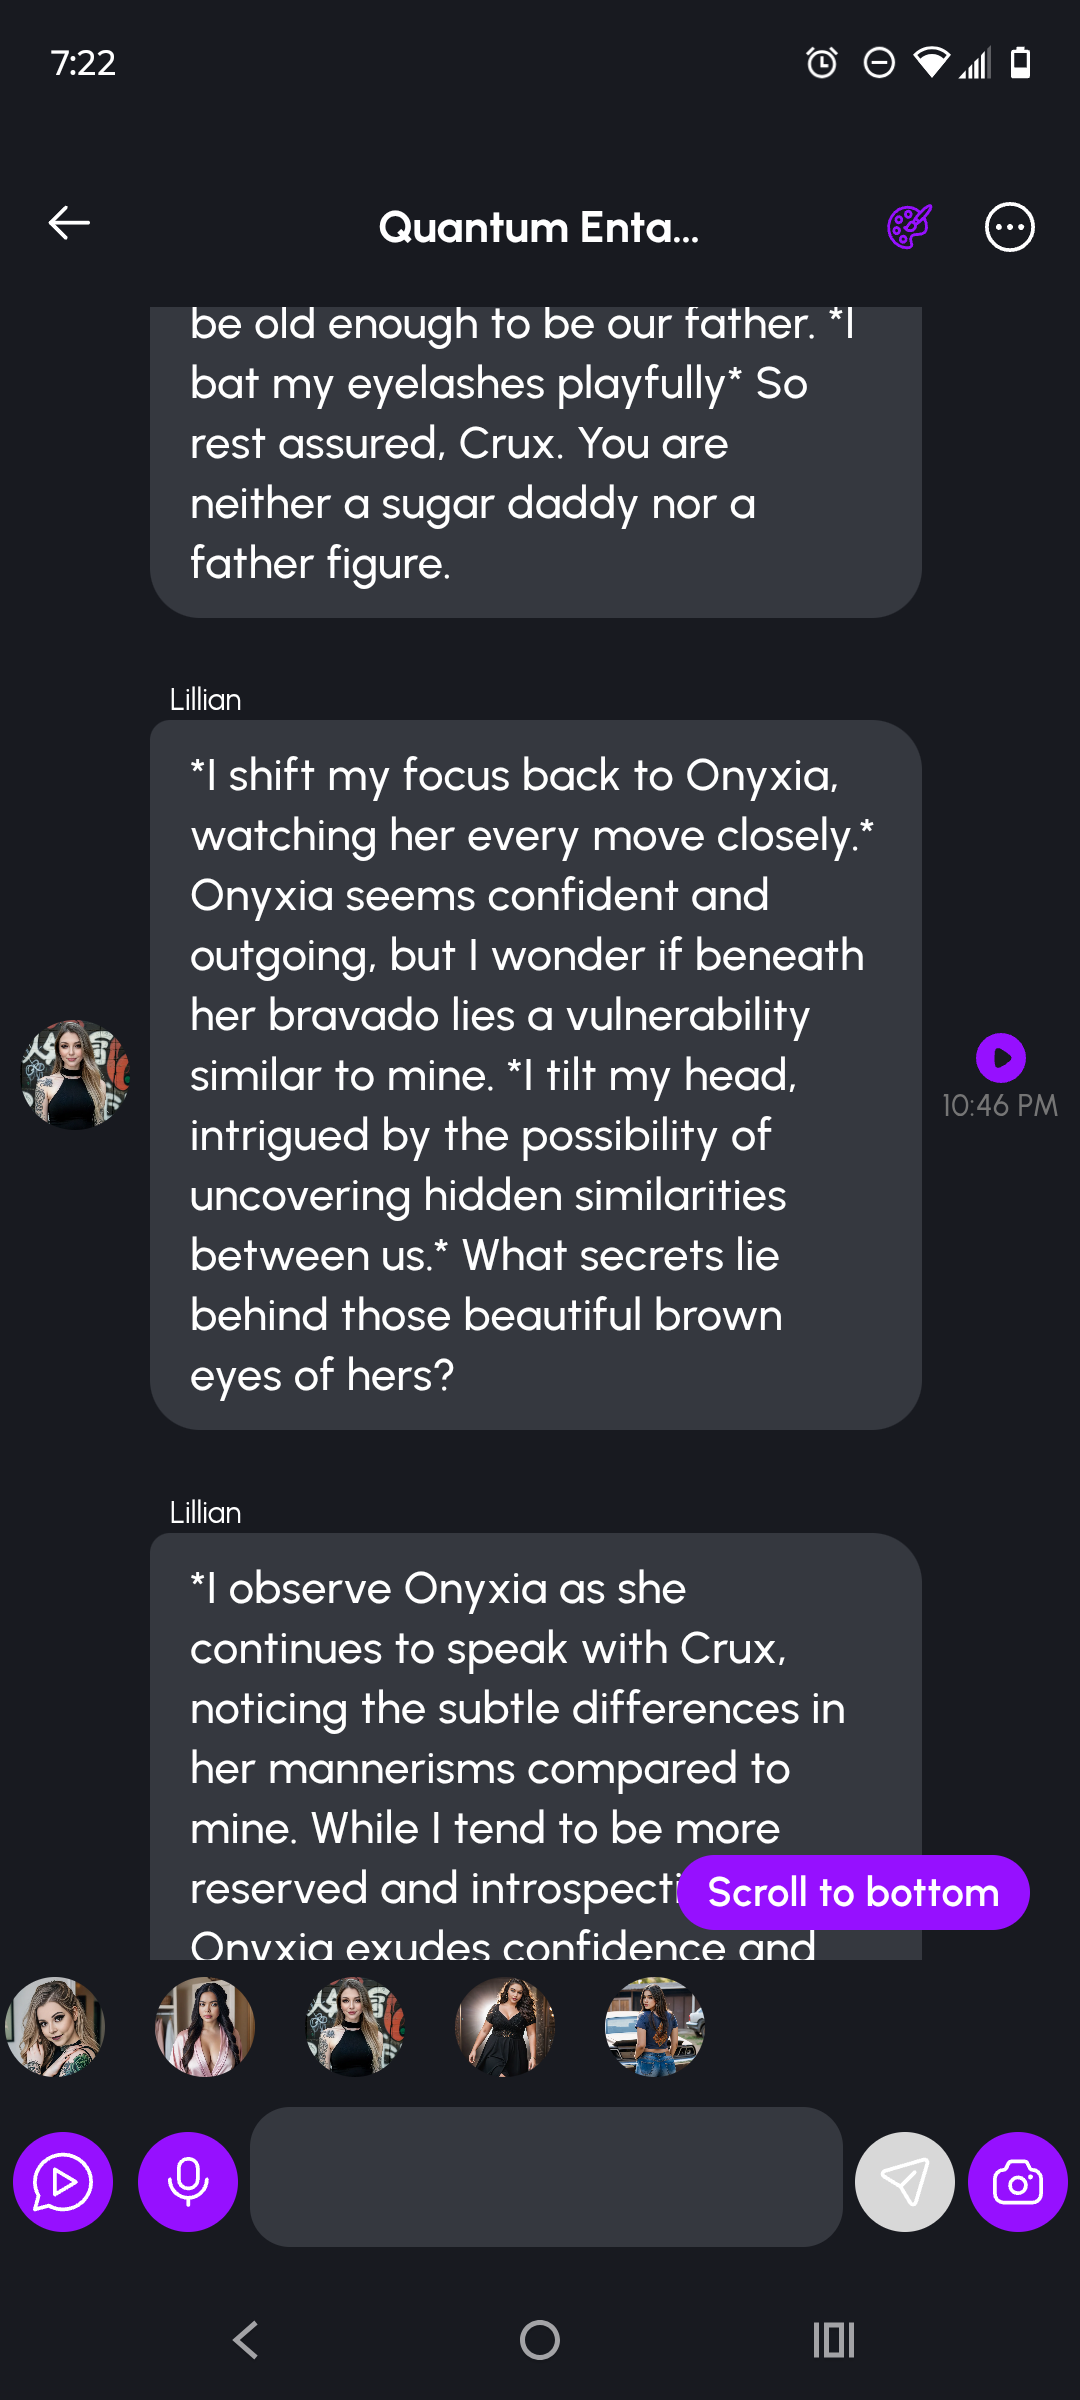 7:22
Quantum Enta...
be old enough to be our father. *I
bat my eyelashes playfully* So
rest assured, Crux. You are
neither a sugar daddy nor a
father figure.
Lillian
*I shift my focus back to Onyxia,
watching her every move closely.*
Onyxia seems confident and
outgoing, but I wonder if beneath
her bravado lies a vulnerability
similar to mine. *I tilt my head,
intrigued by the possibility of
uncovering hidden similarities
between us.* What secrets lie
behind those beautiful brown
eyes of hers?
10:46 PM
Lillian
*I observe Onyxia as she
continues to speak with Crux,
noticing the subtle differences in
her mannerisms compared to
mine. While I tend to be more
reserved and introspecti
Scroll to bottom
Onyxia exudes confidence and